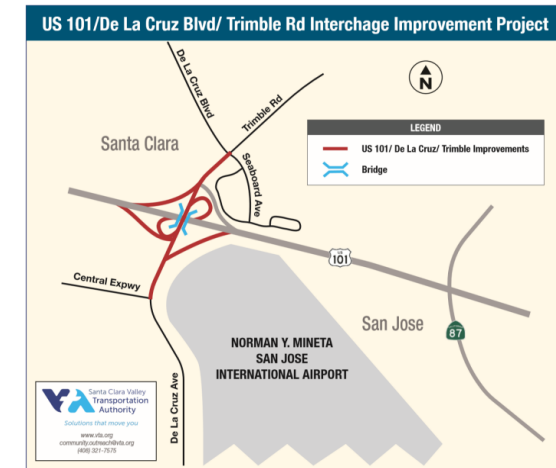 US 101/De La Cruz Blvd/ Trimble Rd Interchage Improvement Project
De La Cruz Blvd
Trimble Rd
N
Santa Clara
LEGEND
US 101/ De La Cruz/ Trimble Improvements
Bridge
Seaboard Ave
101
Central Expwy
San Jose
87
NORMAN Y. MINETA
SAN JOSE
INTERNATIONAL AIRPORT
De La Cruz Ave
VTA
Santa Clara Valley
Transportation
Authority
Solutions that move you
www.vta.org
community.outreach@vta.org
(408) 321-7575